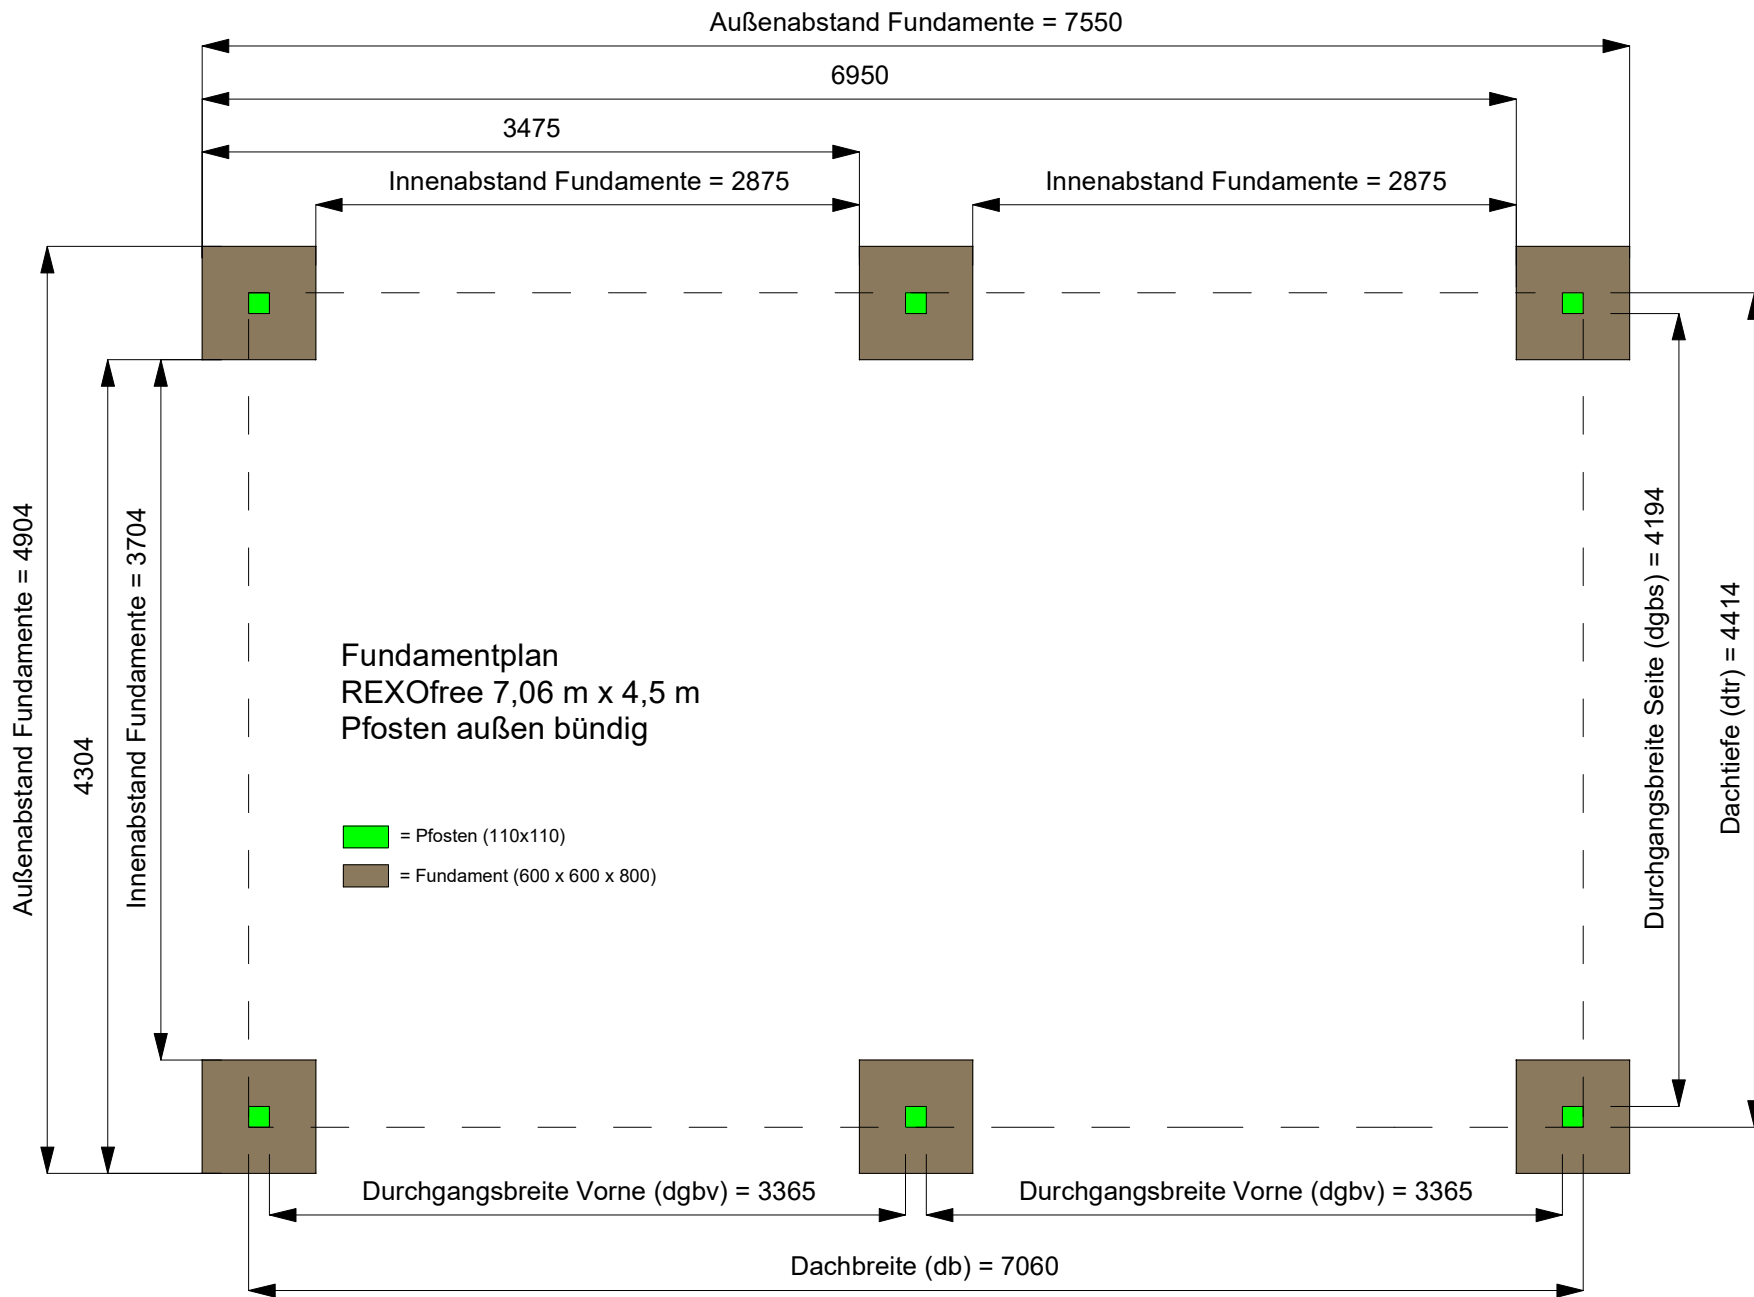 Außenabstand Fundamente = 7550
6950
3475
Innenabstand Fundamente = 2875
Innenabstand Fundamente = 2875
Außenabstand Fundamente = 4904
4304
Innenabstand Fundamente = 3704
Fundamentplan
REXOfree 7,06 m x 4,5 m
Pfosten außen bündig
= Pfosten (110x110)
= Fundament (600 x 600 x 800)
Durchgangsbreite Seite (dgbs) = 4194
Dachtiefe (dtr) = 4414
Durchgangsbreite Vorne (dgbv) = 3365
Durchgangsbreite Vorne (dgbv) = 3365
Dachbreite (db) = 7060